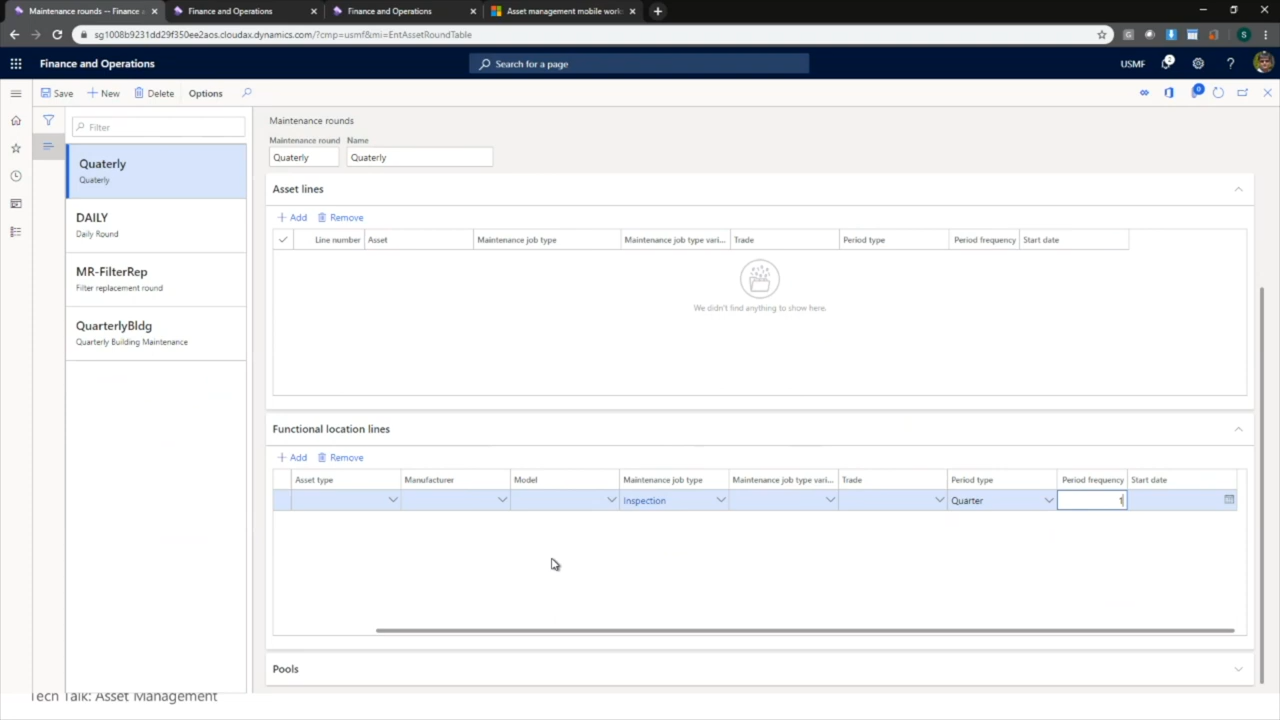 Maintenance rounds -- Finance a
Finance and Operations
Finance and Operations
Asset management mobile work
sg1008b9231dd29f350ee2aos.cloudax.dynamics.com/?cmp=usmf&mi=EntAssetRoundTable
Finance and Operations
Search for a page
USMF
Save
New
Delete
Options
0
Filter
Quaterly
Quaterly
DAILY
Daily Round
MR-FilterRep
Filter replacement round
QuarterlyBldg
Quarterly Building Maintenance
Maintenance rounds
Maintenance round Name
Quaterly Quaterly
Asset lines
Add Remove
Line number Asset Maintenance job type Maintenance job type vari... Trade Period type Period frequency Start date
We didn't find anything to show here.
Functional location lines
Add Remove
Asset type Manufacturer Model Maintenance job type Maintenance job type vari... Trade Period type Period frequency Start date
Inspection Quarter 1
Pools
Tech Talk: Asset Management